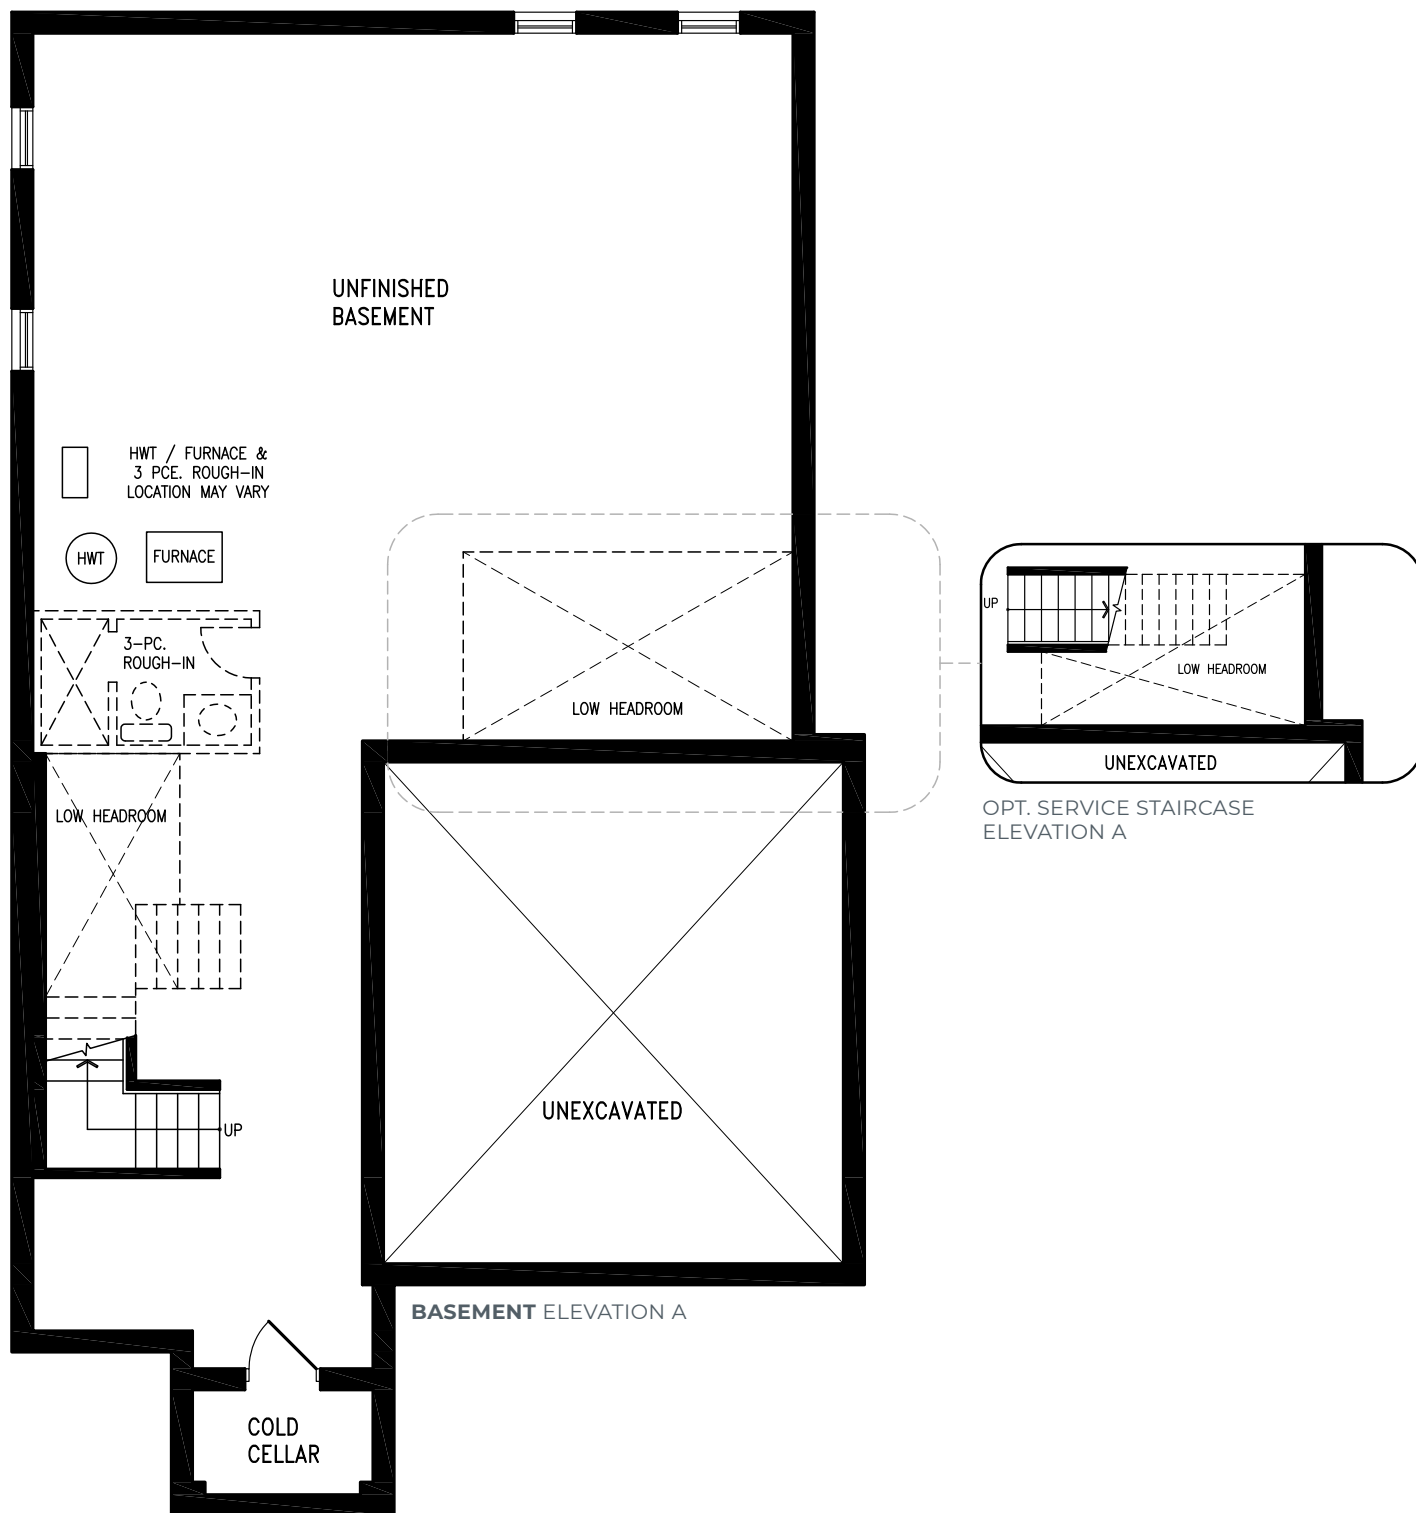 UNFINISHED
BASEMENT
HWT / FURNACE &
3 PCE. ROUGH-IN
LOCATION MAY VARY
HWT
FURNACE
3-PC.
ROUGH-IN
LOW HEADROOM
LOW HEADROOM
UP
UNEXCAVATED
BASEMENT ELEVATION A
COLD
CELLAR
UP
LOW HEADROOM
UNEXCAVATED
OPT. SERVICE STAIRCASE
ELEVATION A